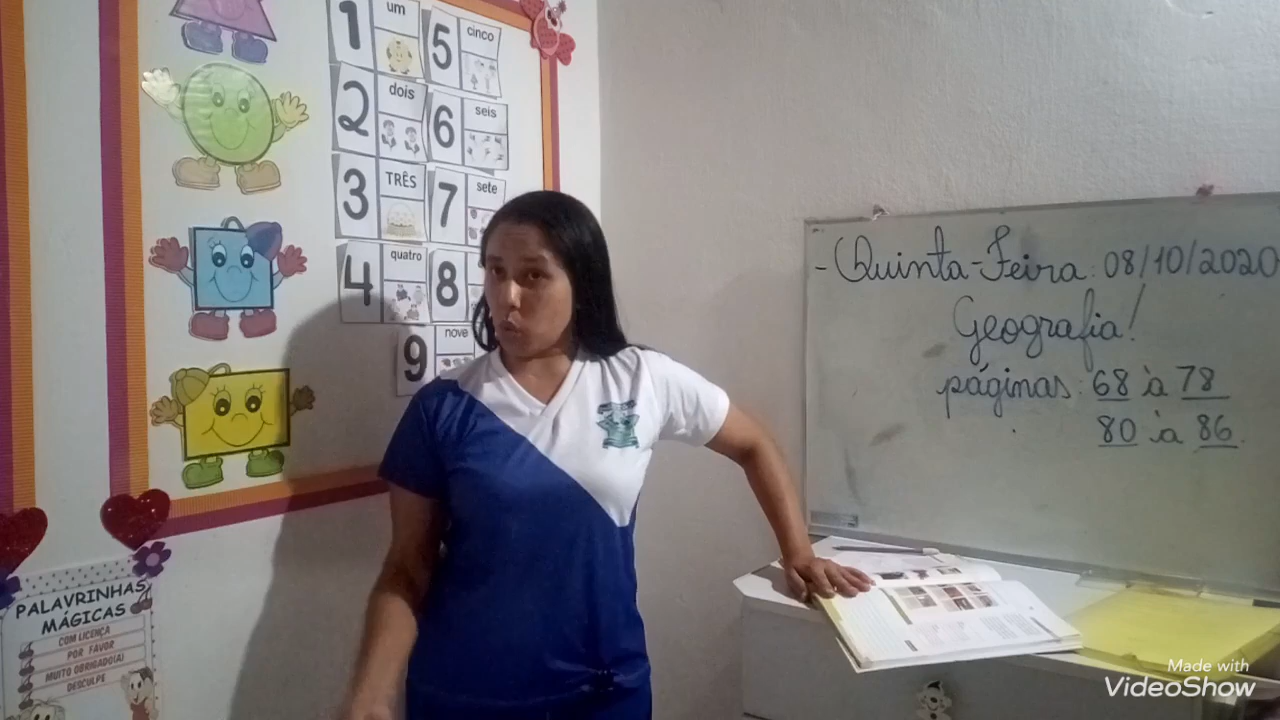 1 um
5 cinco
2 dois
6 seis
3 TRÊS
7 sete
4 quatro
8
9 nove
- Quinta-Feira: 08/10/2020
Geografia!
páginas: 68 à 78
80 à 86.
PALAVRINHAS
MÁGICAS
COM LICENÇA
POR FAVOR
MUITO OBRIGADO(A)
DESCULPE
Made with
VideoShow